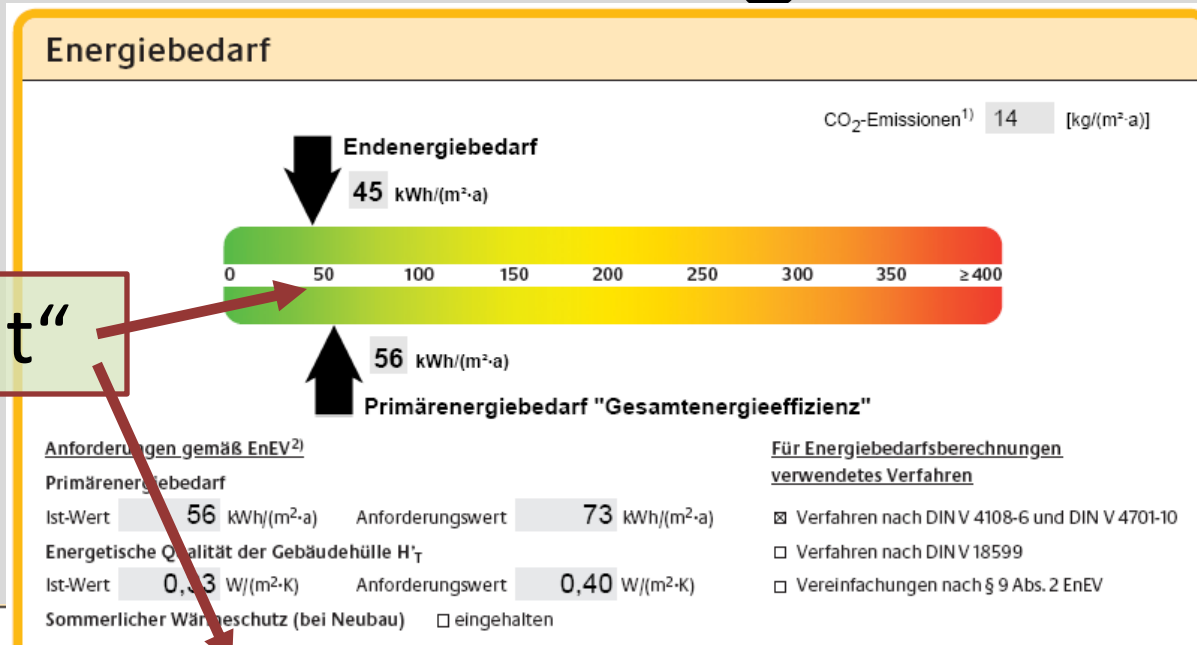 Energiebedarf
CO2-Emissionen1) 14 [kg/(m²·a)]
Endenergiebedarf
45 kWh/(m²·a)
0 50 100 150 200 250 300 350 ≥400
t“
56 kWh/(m²·a)
Primärenergiebedarf "Gesamtenergieeffizienz"
Anforderungen gemäß EnEV2)
Für Energiebedarfsberechnungen
verwendetes Verfahren
Primärenergiebedarf
Ist-Wert 56 kWh/(m²·a) Anforderungswert 73 kWh/(m²·a)
☒ Verfahren nach DIN V 4108-6 und DIN V 4701-10
Energetische Qualität der Gebäudehülle H'T
☐ Verfahren nach DIN V 18599
Ist-Wert W/(m²·K) Anforderungswert 0,40 W/(m²·K)
☐ Vereinfachungen nach § 9 Abs. 2 EnEV
Sommerlicher Wärmeschutz (bei Neubau) ☐ eingehalten